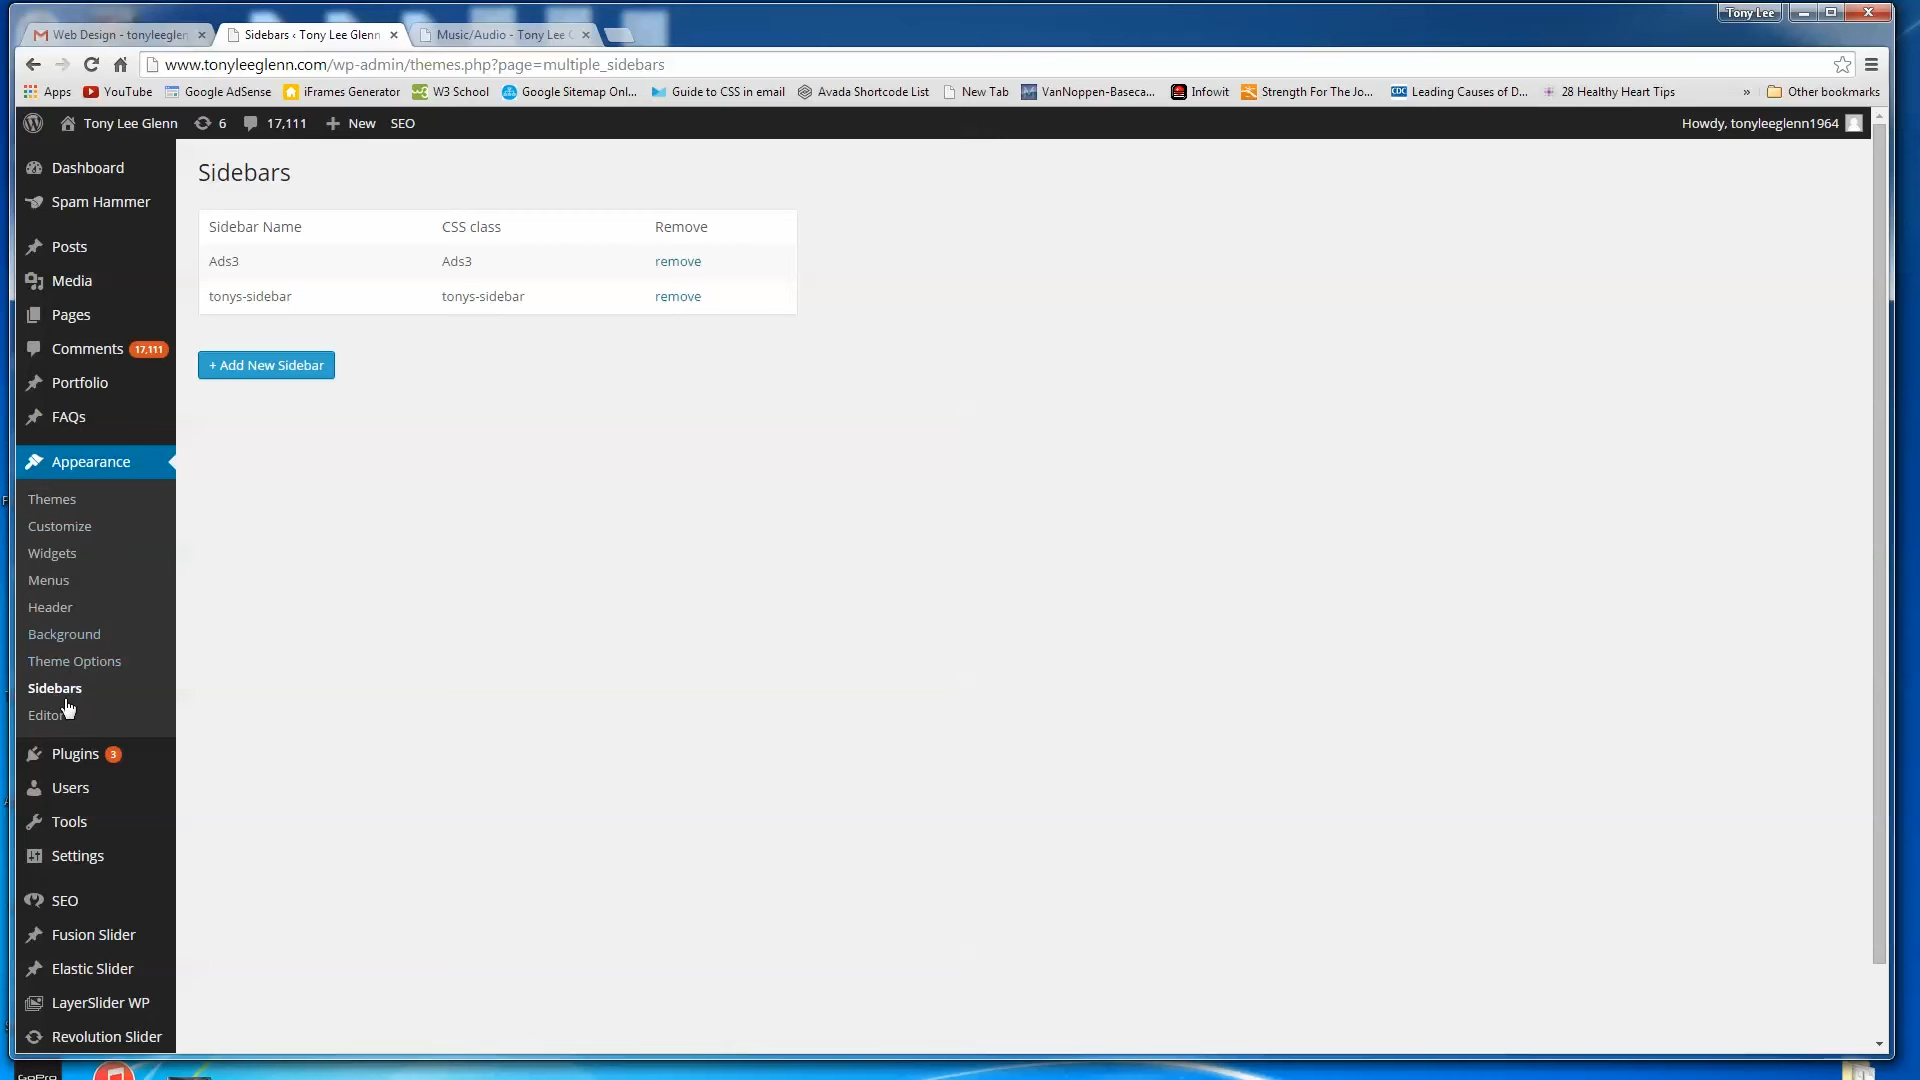 Tony Lee
Web Design - tonyleeglen
Sidebars ‹ Tony Lee Glenn
Music/Audio - Tony Lee G
www.tonyleeglenn.com/wp-admin/themes.php?page=multiple_sidebars
Apps YouTube Google AdSense iFrames Generator W3 School Google Sitemap Onl... Guide to CSS in email Avada Shortcode List New Tab VanNoppen-Baseca... Infowit Strength For The Jo... Leading Causes of D... 28 Healthy Heart Tips » Other bookmarks
Tony Lee Glenn 6 17,111 New SEO Howdy, tonyleeglenn1964
Dashboard
Spam Hammer
Posts
Media
Pages
Comments 17,111
Portfolio
FAQs
Appearance
Themes
Customize
Widgets
Menus
Header
Background
Theme Options
Sidebars
Editor
Plugins 3
Users
Tools
Settings
SEO
Fusion Slider
Elastic Slider
LayerSlider WP
Revolution Slider
Sidebars
Sidebar Name CSS class Remove
Ads3 Ads3 remove
tonys-sidebar tonys-sidebar remove
+ Add New Sidebar
GoPro